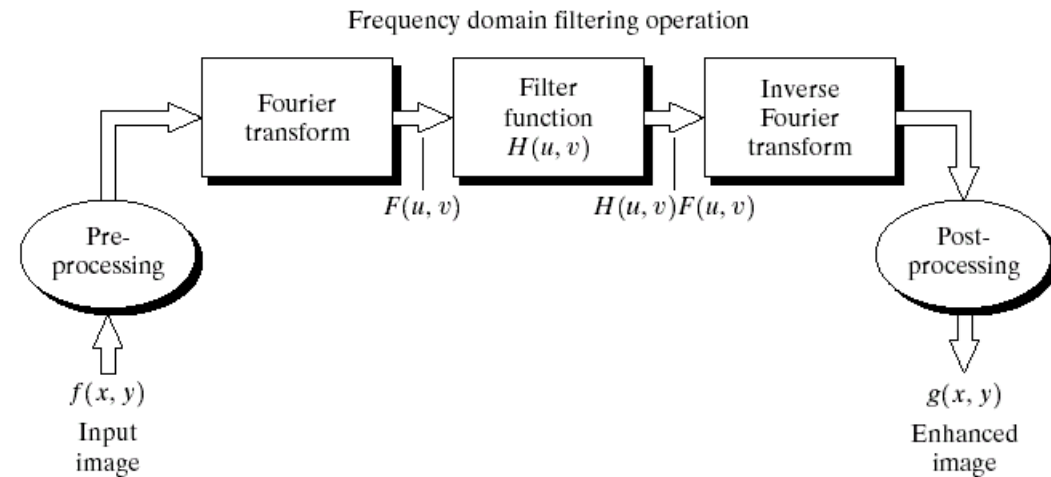 Frequency domain filtering operation
Fourier
transform
Filter
function
H(u, v)
Inverse
Fourier
transform
F(u, v)
H(u, v)F(u, v)
Pre-
processing
Post-
processing
f(x, y)
Input
image
g(x, y)
Enhanced
image